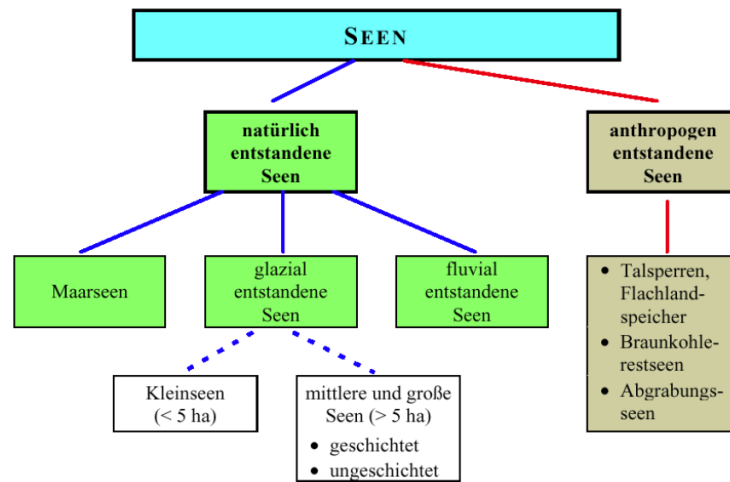 SEEN
natürlich
entstandene
Seen
anthropogen
entstandene
Seen
Maarseen
glazial
entstandene
Seen
fluvial
entstandene
Seen
• Talsperren,
Flachland-
speicher
• Braunkohle-
restseen
• Abgrabungs-
seen
Kleinseen
(< 5 ha)
mittlere und große
Seen (> 5 ha)
• geschichtet
• ungeschichtet